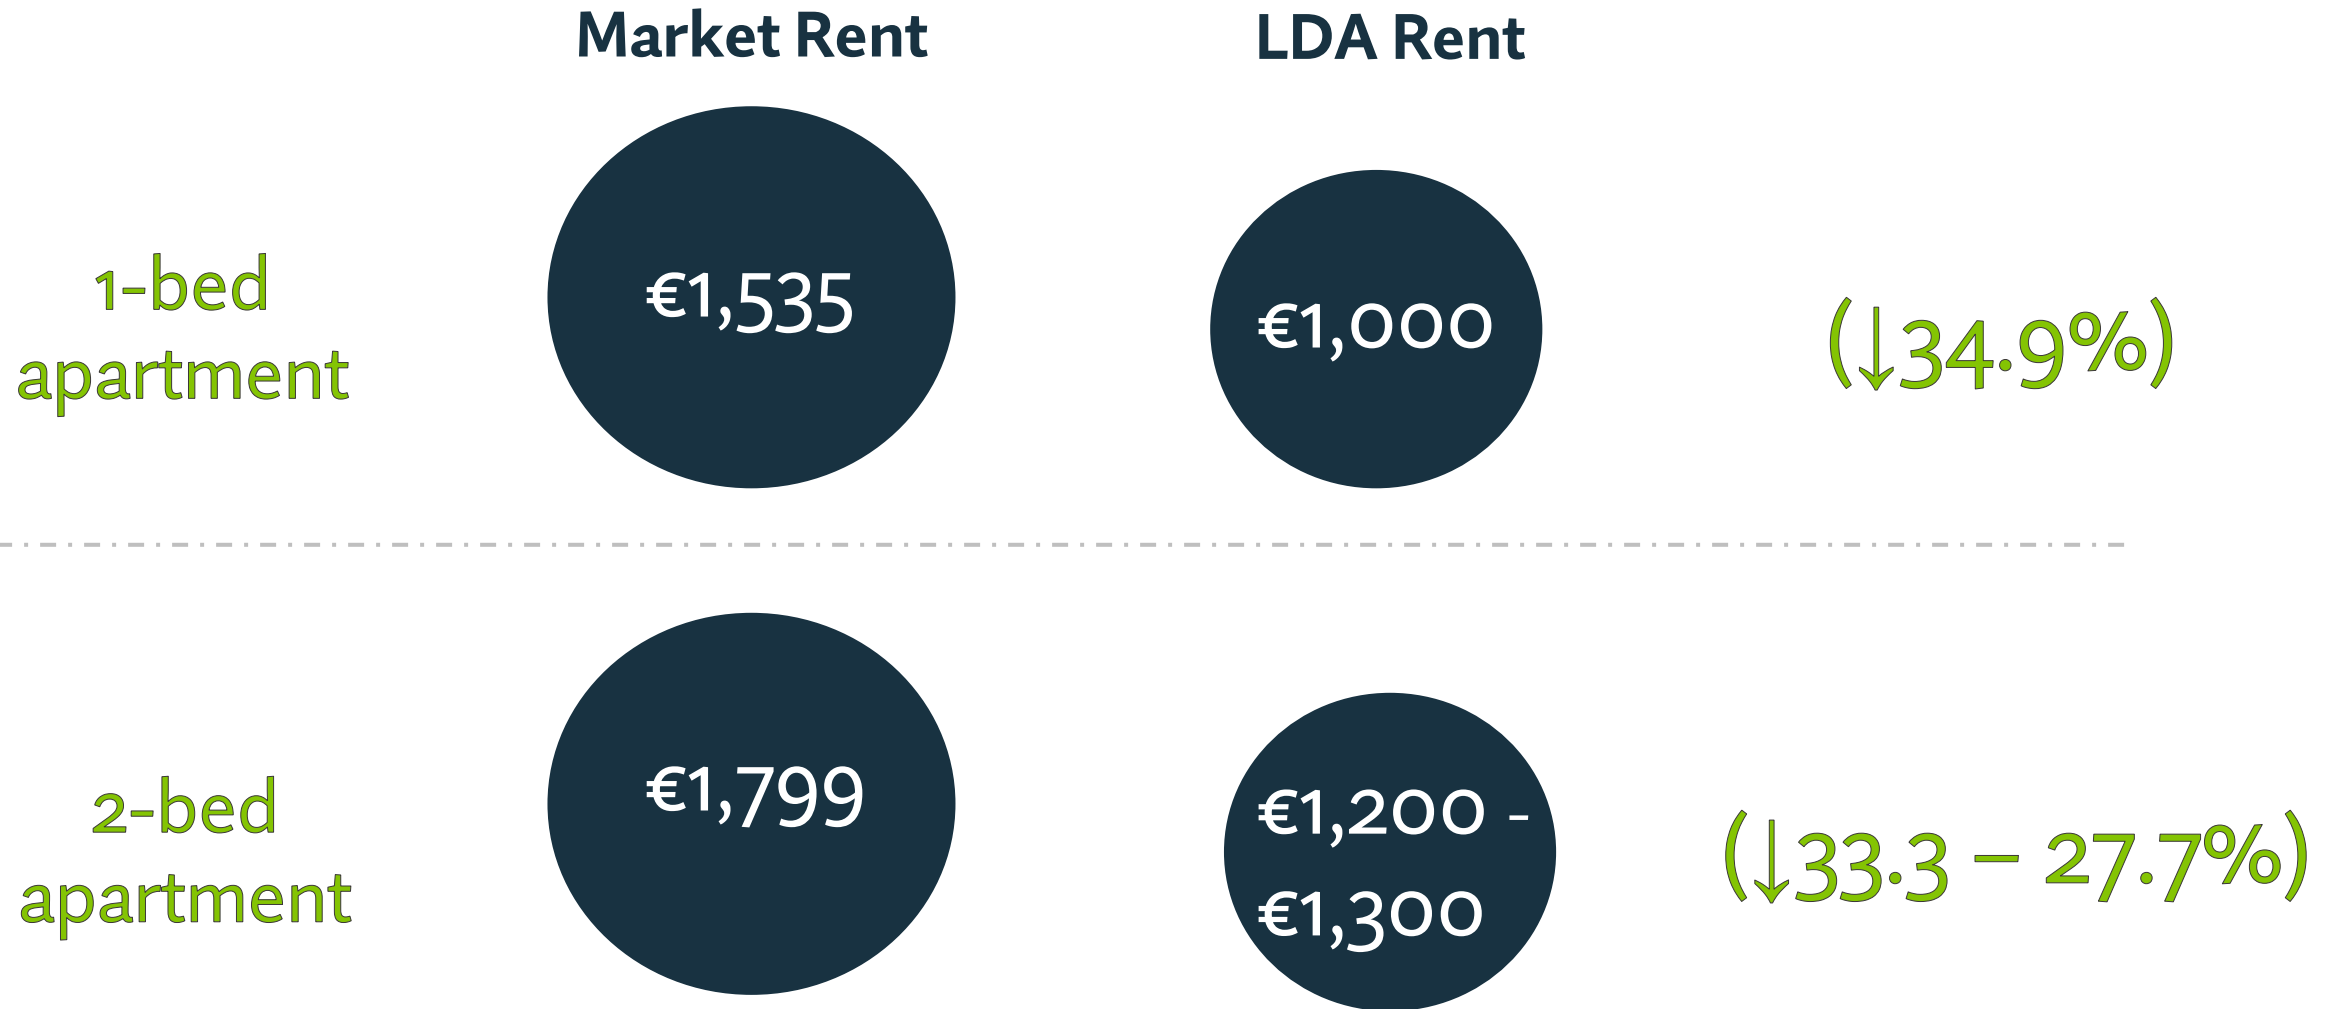 Market Rent
LDA Rent
1-bed
apartment
€1,535
€1,000
(↓34.9%)
2-bed
apartment
€1,799
€1,200 -
€1,300
(↓33.3 – 27.7%)